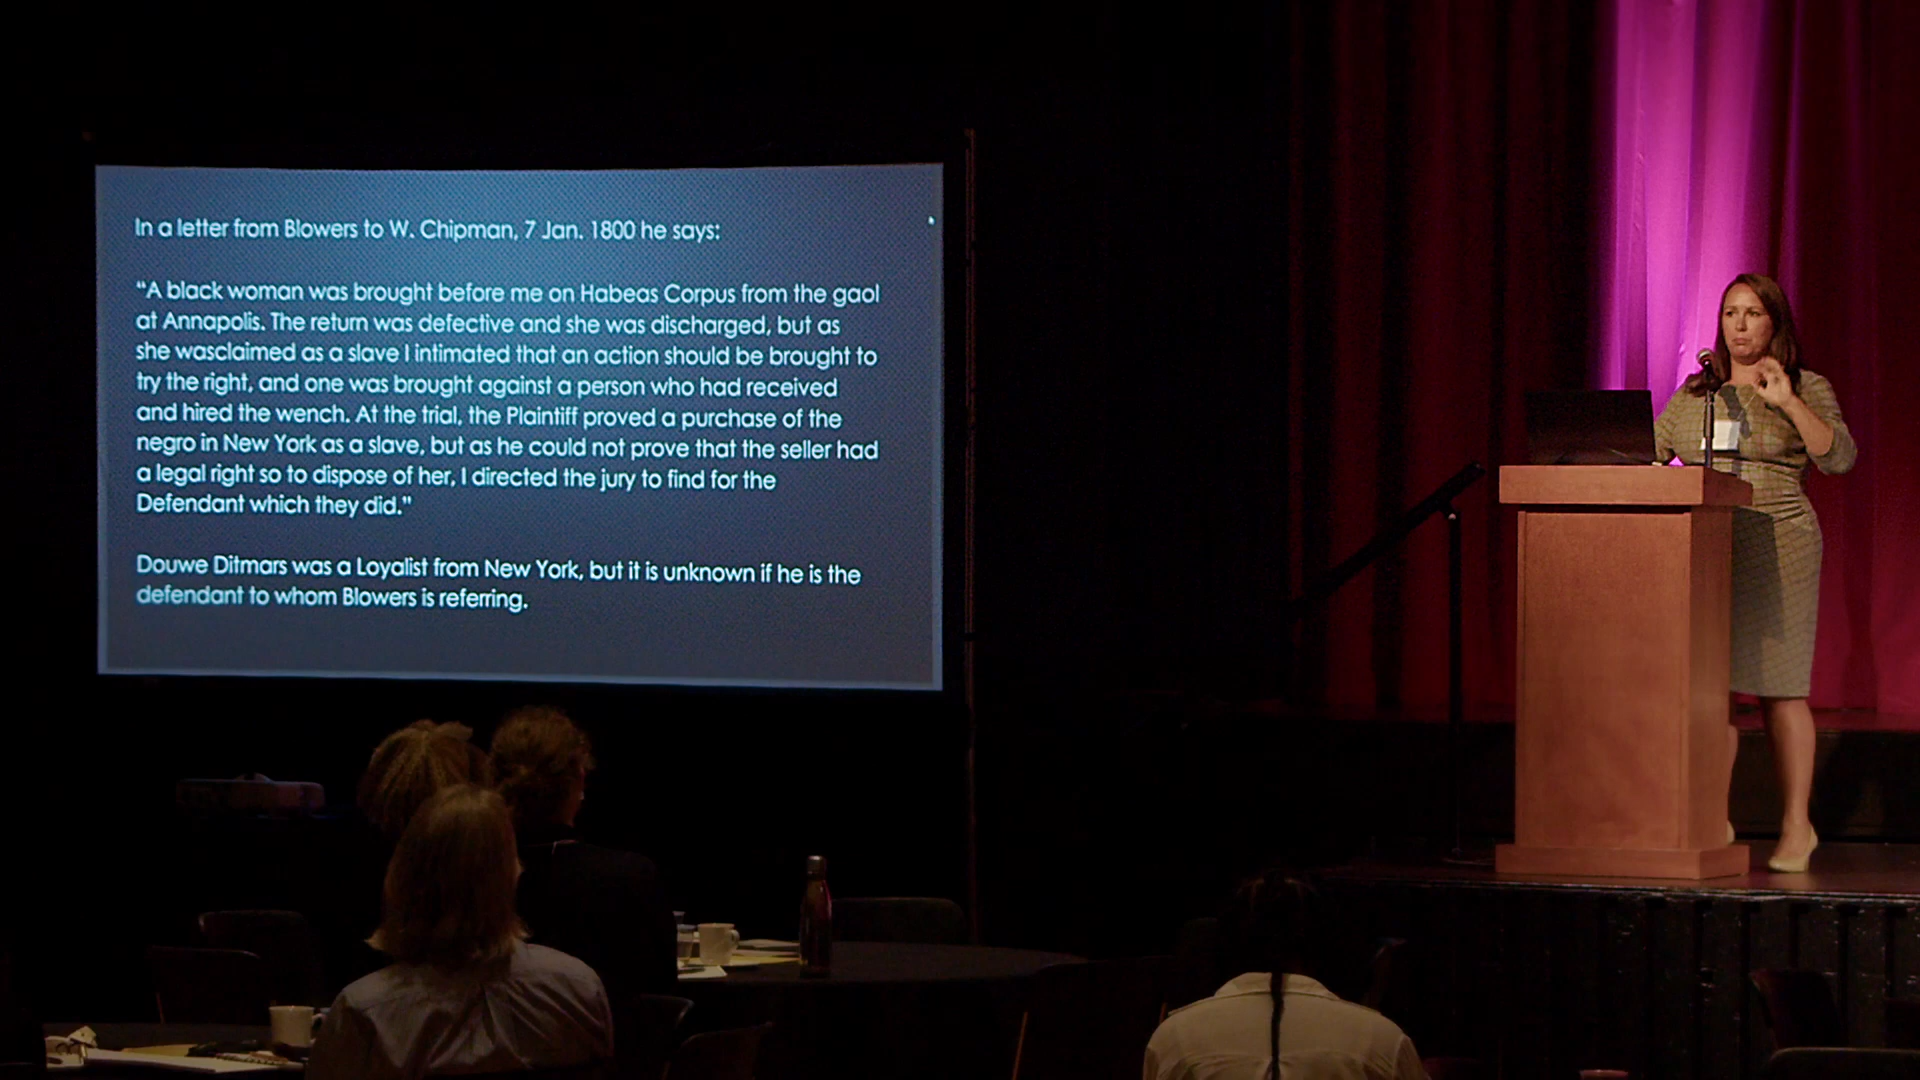 In a letter from Blowers to W. Chipman, 7 Jan. 1800 he says:
“A black woman was brought before me on Habeas Corpus from the gaol
at Annapolis. The return was defective and she was discharged, but as
she wasclaimed as a slave I intimated that an action should be brought to
try the right, and one was brought against a person who had received
and hired the wench. At the trial, the Plaintiff proved a purchase of the
negro in New York as a slave, but as he could not prove that the seller had
a legal right so to dispose of her, I directed the jury to find for the
Defendant which they did.”
Douwe Ditmars was a Loyalist from New York, but it is unknown if he is the
defendant to whom Blowers is referring.